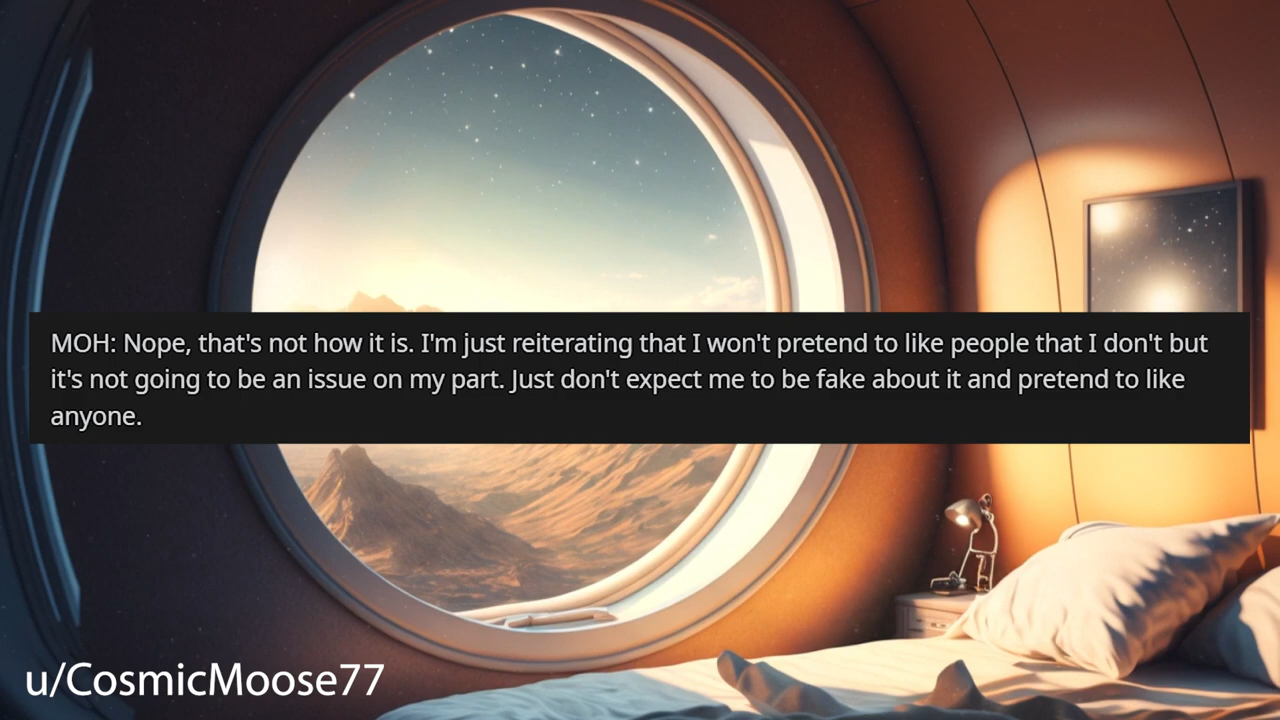 MOH: Nope, that's not how it is. I'm just reiterating that I won't pretend to like people that I don't but
it's not going to be an issue on my part. Just don't expect me to be fake about it and pretend to like
anyone.
u/CosmicMoose77